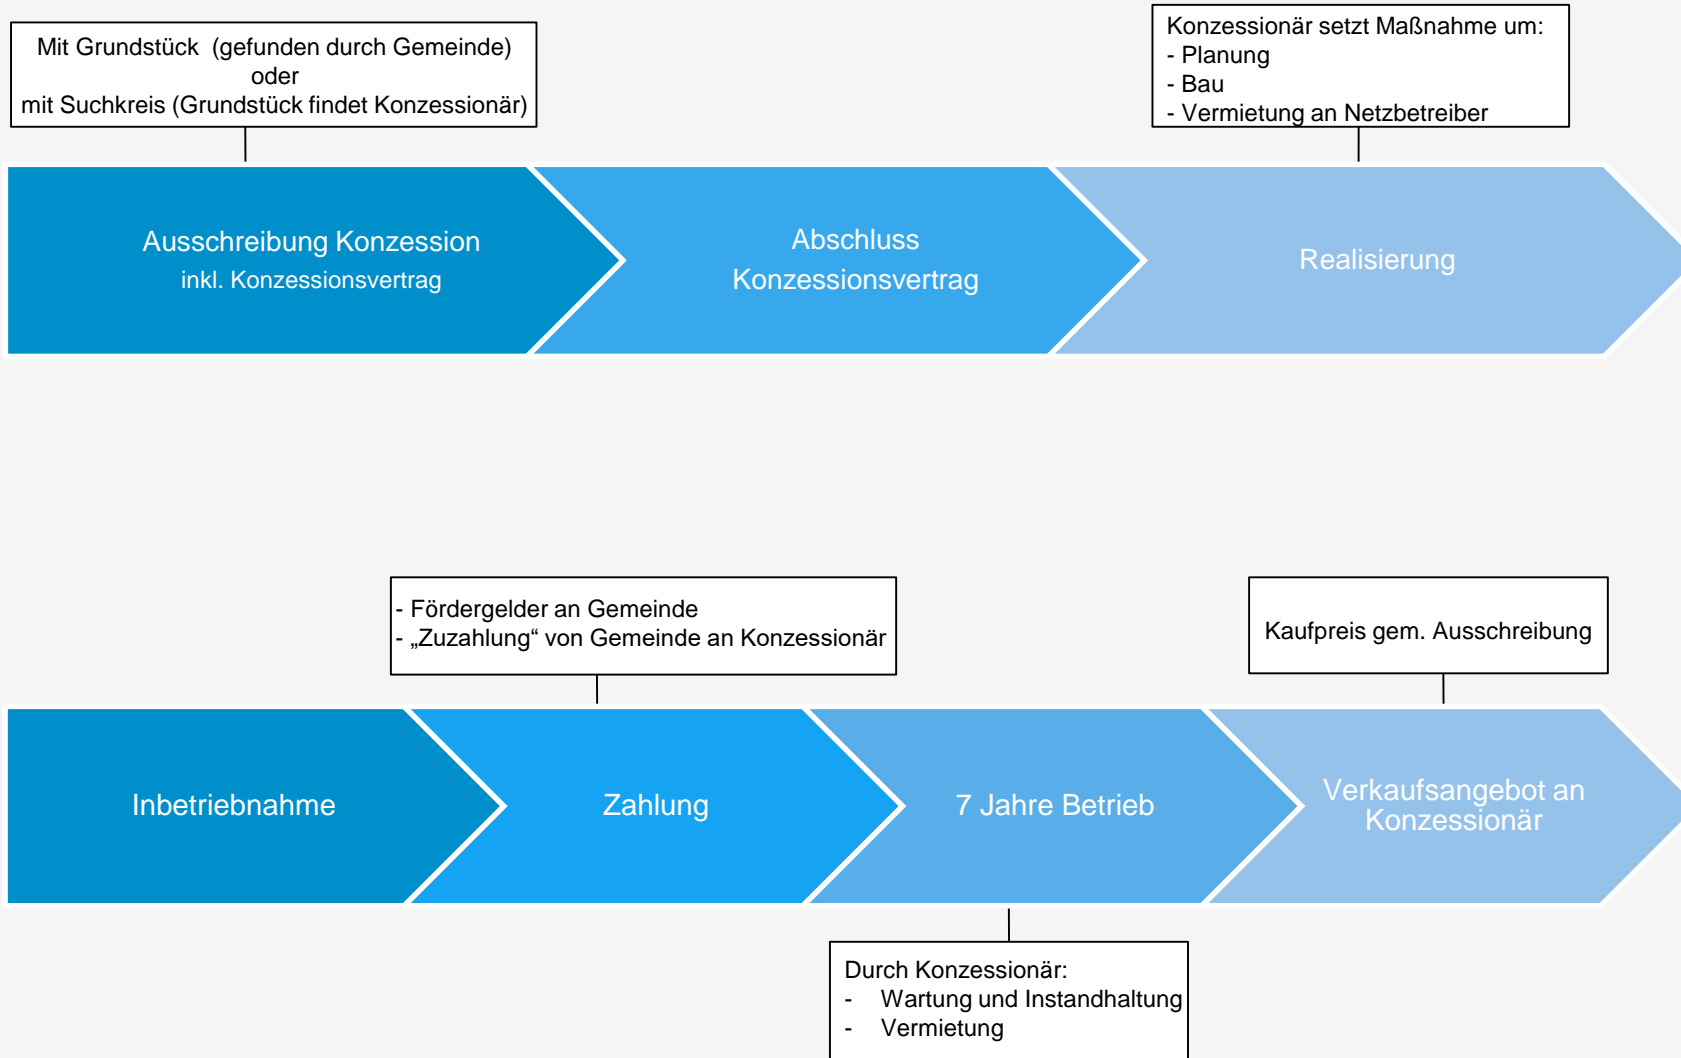 Mit Grundstück (gefunden durch Gemeinde)
oder
mit Suchkreis (Grundstück findet Konzessionär)
Konzessionär setzt Maßnahme um:
- Planung
- Bau
- Vermietung an Netzbetreiber
Ausschreibung Konzession
inkl. Konzessionsvertrag
Abschluss
Konzessionsvertrag
Realisierung
- Fördergelder an Gemeinde
- „Zuzahlung“ von Gemeinde an Konzessionär
Kaufpreis gem. Ausschreibung
Inbetriebnahme
Zahlung
7 Jahre Betrieb
Verkaufsangebot an
Konzessionär
Durch Konzessionär:
- Wartung und Instandhaltung
- Vermietung